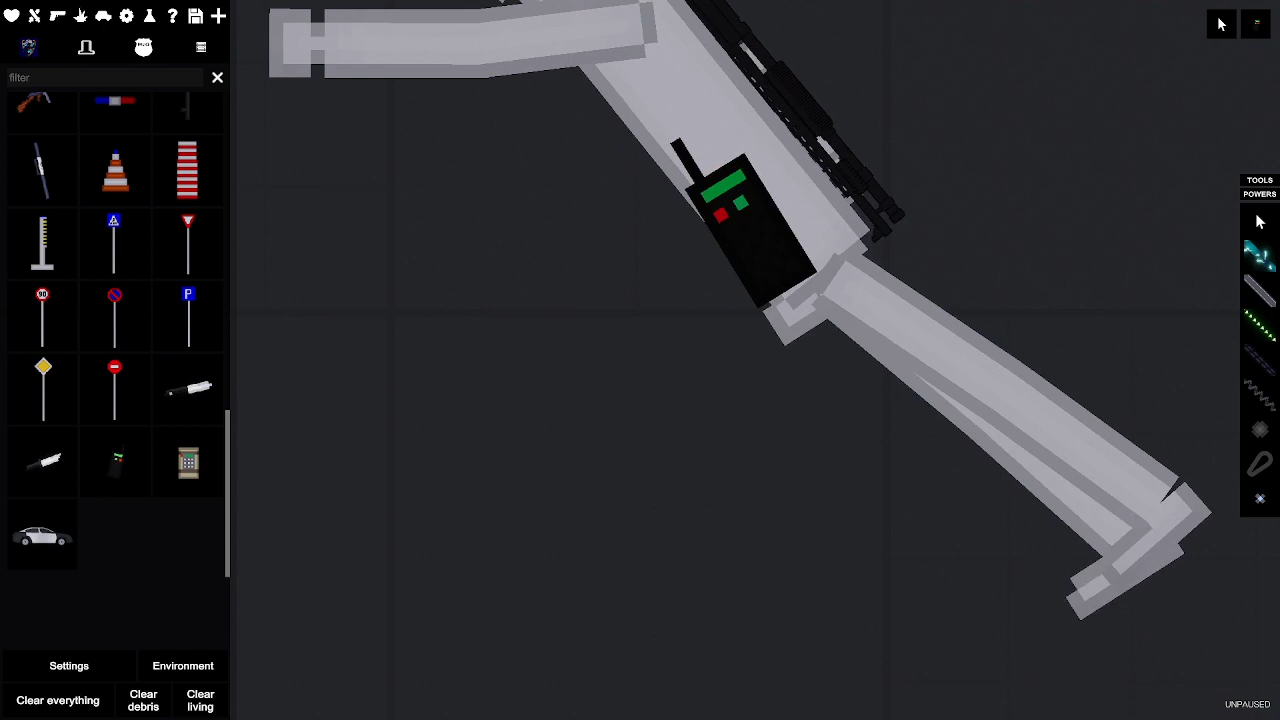 filter
TOOLS
POWERS
P
Settings
Environment
Clear everything
Clear debris
Clear living
UNPAUSED